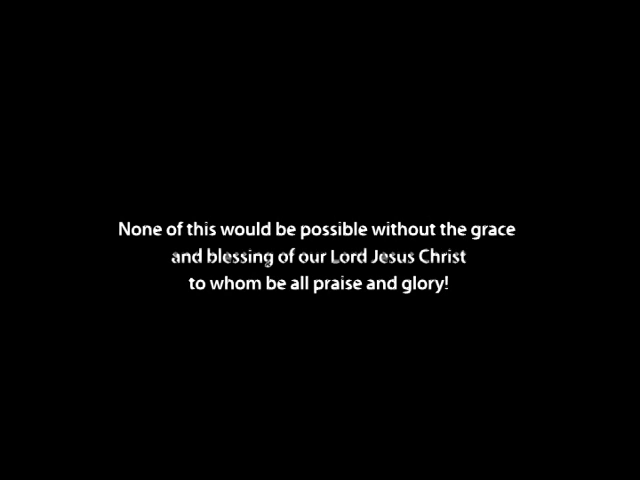 None of this would be possible without the grace
and blessing of our Lord Jesus Christ
to whom be all praise and glory!